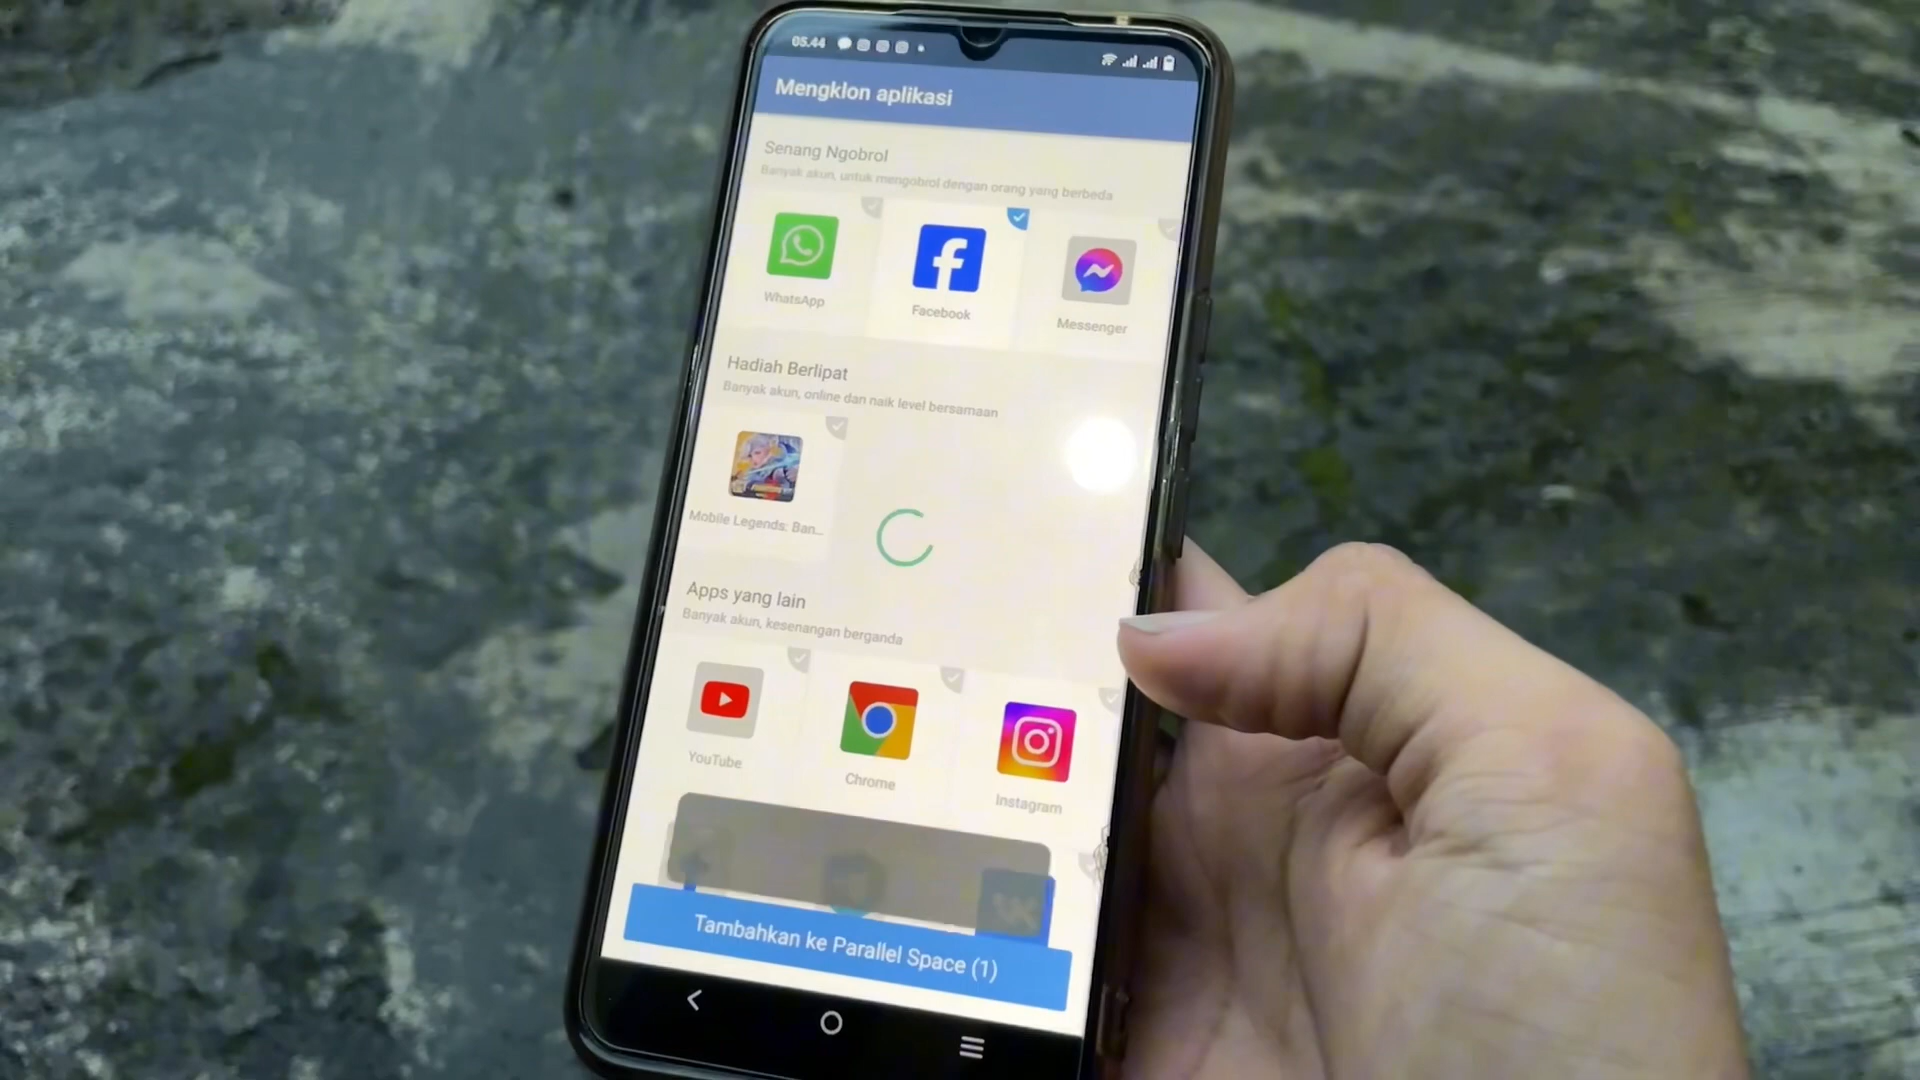 05.44
Mengklon aplikasi
Senang Ngobrol
Banyak akun, untuk mengobrol dengan orang yang berbeda
WhatsApp
Facebook
Messenger
Hadiah Berlipat
Banyak akun, online dan naik level bersamaan
Mobile Legends: Ban...
Apps yang lain
Banyak akun, kesenangan berganda
YouTube
Chrome
Instagram
Tambahkan ke Parallel Space (1)